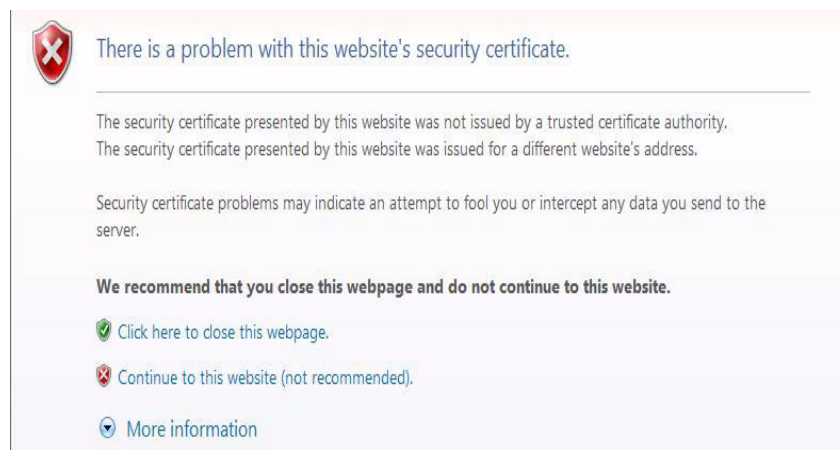 There is a problem with this website's security certificate.
The security certificate presented by this website was not issued by a trusted certificate authority.
The security certificate presented by this website was issued for a different website's address.
Security certificate problems may indicate an attempt to fool you or intercept any data you send to the
server.
We recommend that you close this webpage and do not continue to this website.
Click here to close this webpage.
Continue to this website (not recommended).
More information